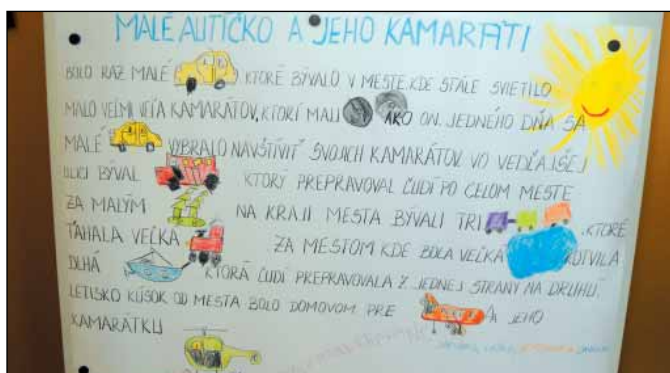 MALÉ AUTÍČKO A JEHO KAMARÁTI
BOLO RAZ MALÉ KTORÉ BÝVALO V MESTE, KDE STÁLE SVIETILO
MALO VEĽMI VEĽA KAMARÁTOV, KTORÍ MALI AKO ON. JEDNÉHO DŇA SA
MALÉ VYBRALO NAVŠTÍVIŤ SVOJICH KAMARÁTOV. VO VEDĽAJŠEJ
ULICI BÝVAL KTORÝ PREPRAVOVAL ĽUDÍ PO CELOM MESTE
ZA MALÝM NA KRAJI MESTA BÝVALI TRI , KTORÉ
ŤAHALA VEĽKÁ ZA MESTOM KDE BOLA VEĽKÁ KOTVILA
DLHÁ KTORÁ ĽUDÍ PREPRAVOVALA Z JEDNEJ STRANY NA DRUHÚ.
LETISKO KÚSOK OD MESTA BOLO DOMOVOM PRE A JEHO
KAMARÁTKU